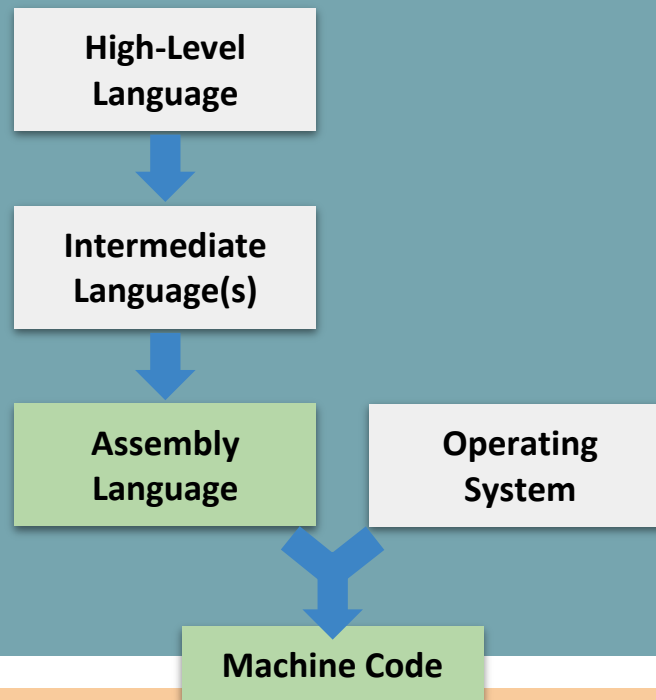 High-Level
Language
Intermediate
Language(s)
Assembly
Language
Operating
System
Machine Code